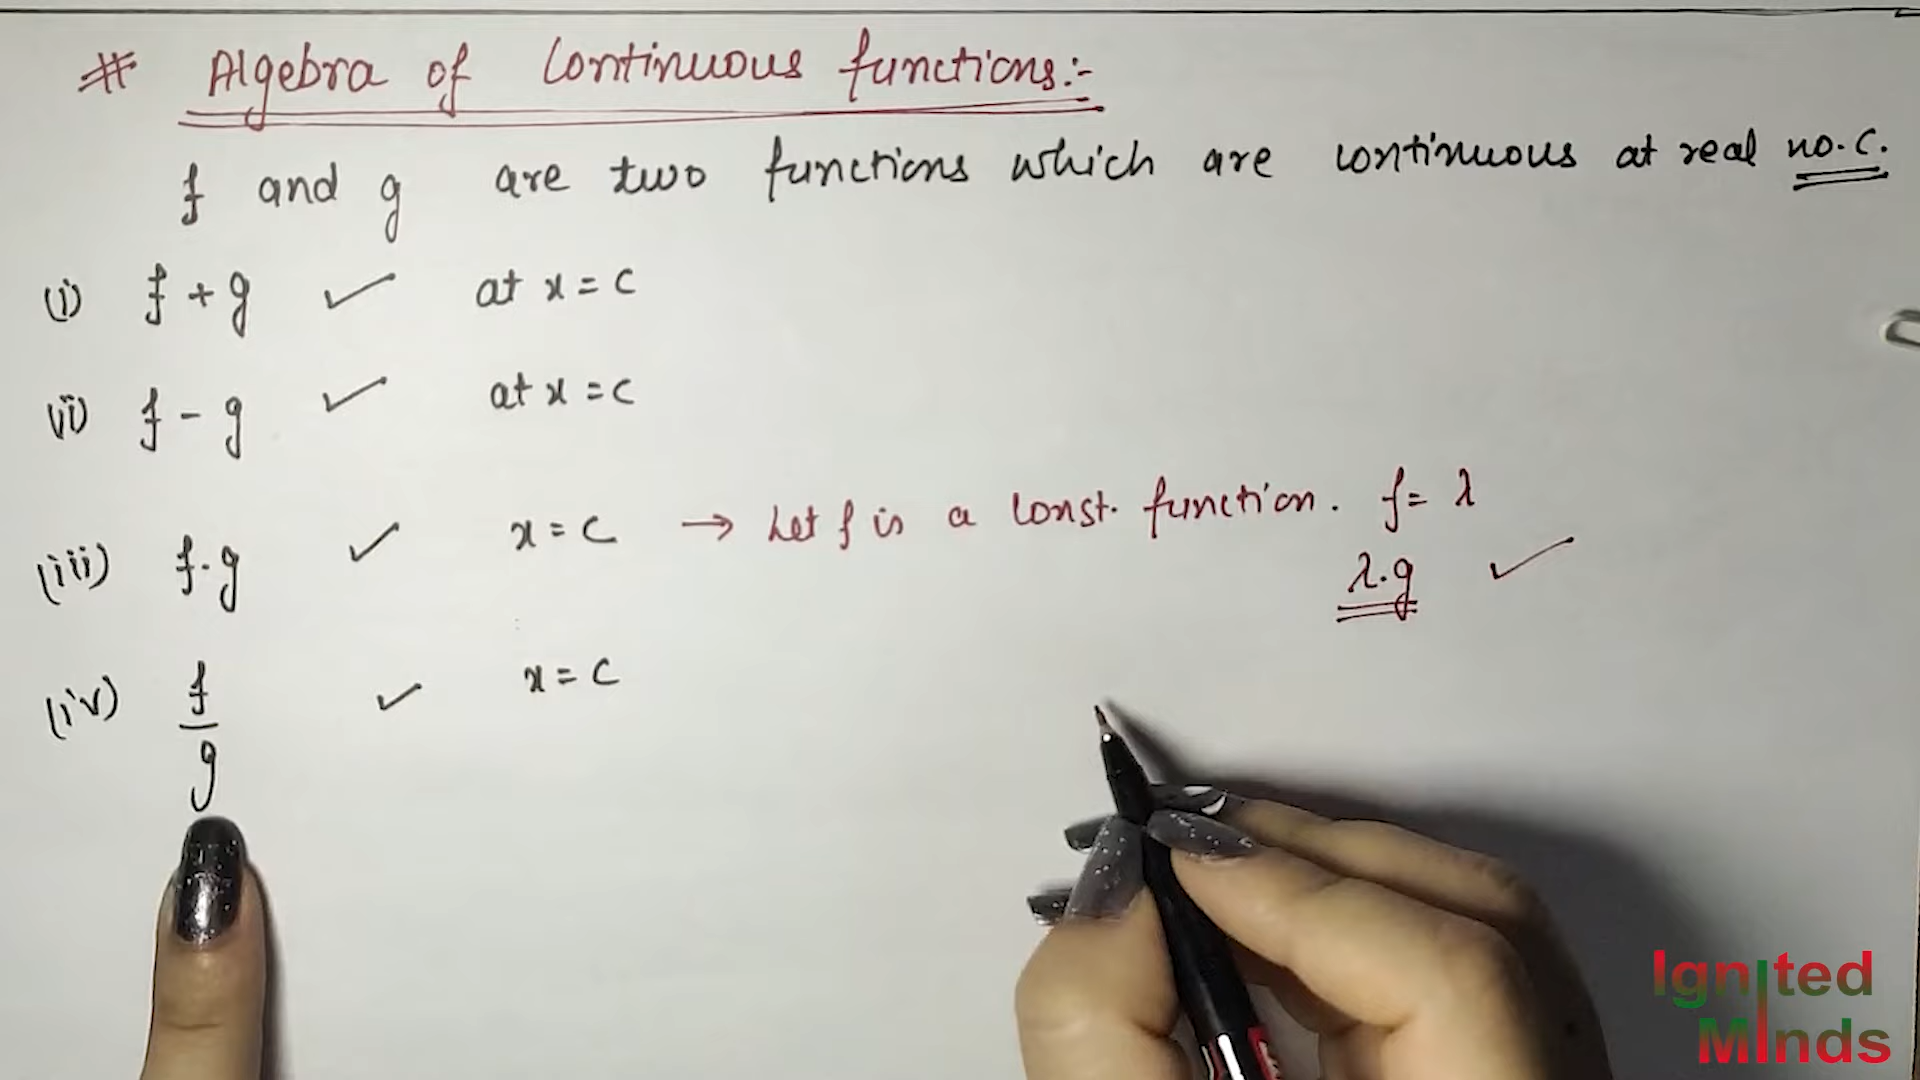 # Algebra of Continuous functions:-
f and g are two functions which are continuous at real no. c.
(i) f + g ✓ at x = c
(ii) f - g ✓ at x = c
(iii) f.g ✓ x = c → Let f is a const. function. f = λ
λ.g ✓
(iv) f/g ✓ x = c
Ignited
Minds